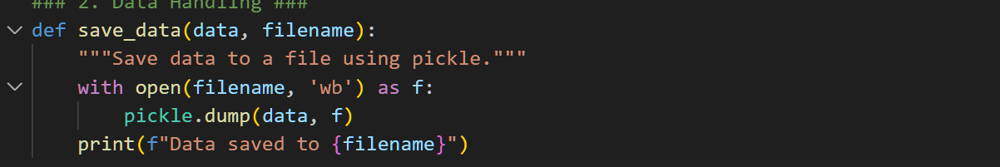 ### 2. Data Handling ###
def save_data(data, filename):
    """Save data to a file using pickle."""
    with open(filename, 'wb') as f:
        pickle.dump(data, f)
    print(f"Data saved to {filename}")